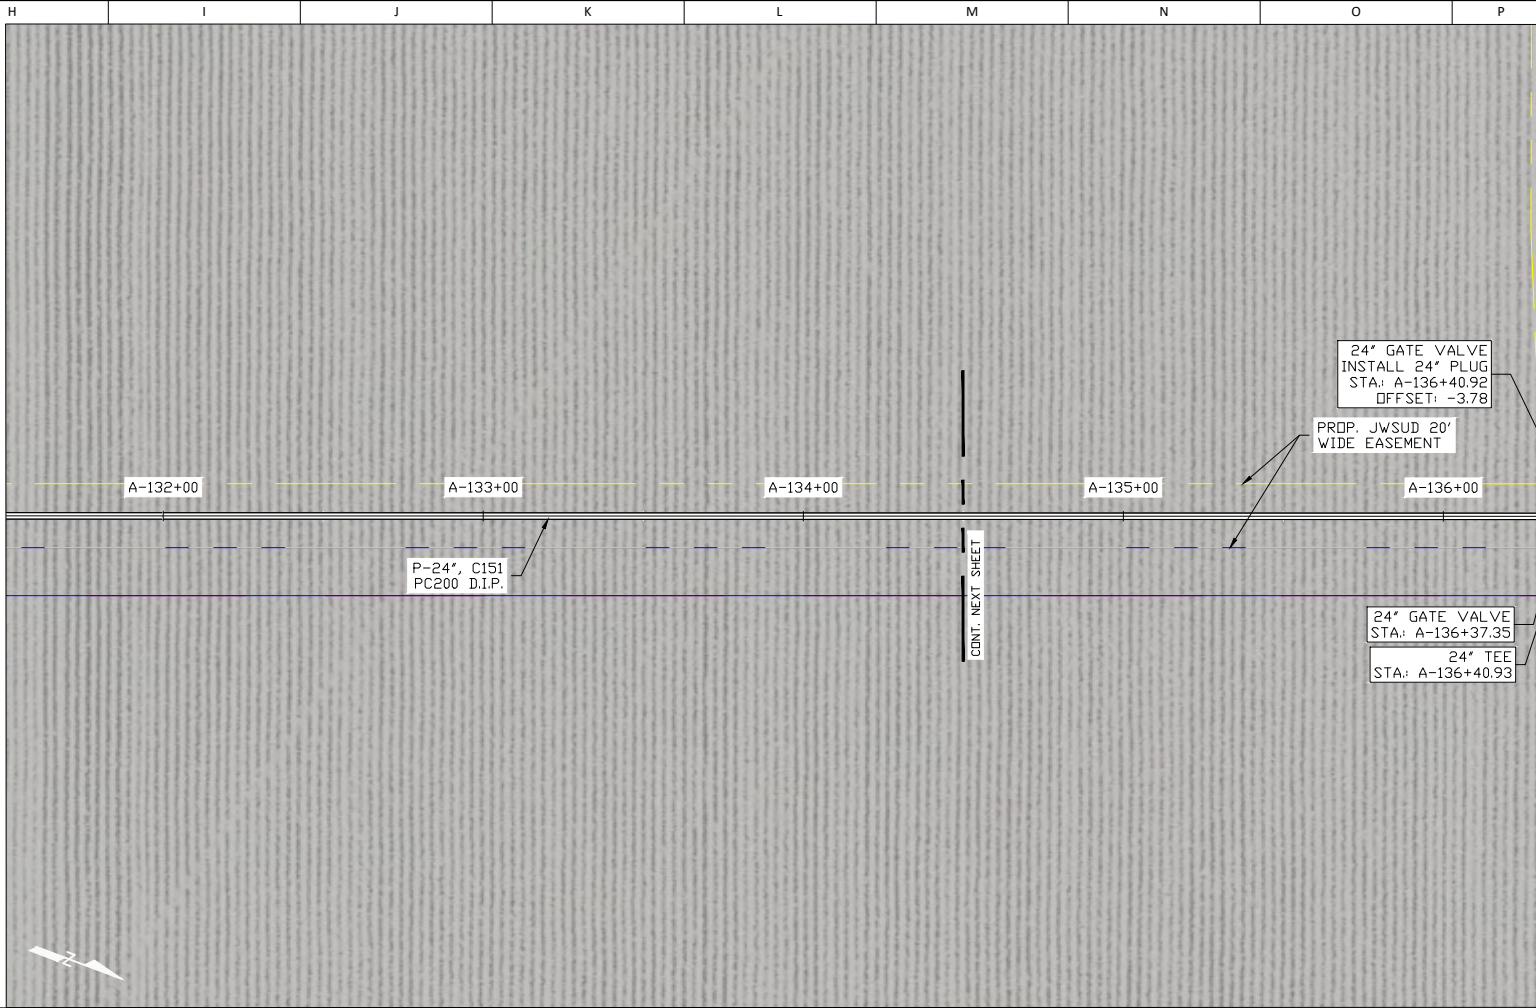 H I J K L M N O P
24" GATE VALVE
INSTALL 24" PLUG
STA.: A-136+40.92
OFFSET: -3.78
PROP. JWSUD 20'
WIDE EASEMENT
A-132+00 A-133+00 A-134+00 A-135+00 A-136+00
P-24", C151
PC200 D.I.P.
CONT. NEXT SHEET
24" GATE VALVE
STA.: A-136+37.35
24" TEE
STA.: A-136+40.93
N